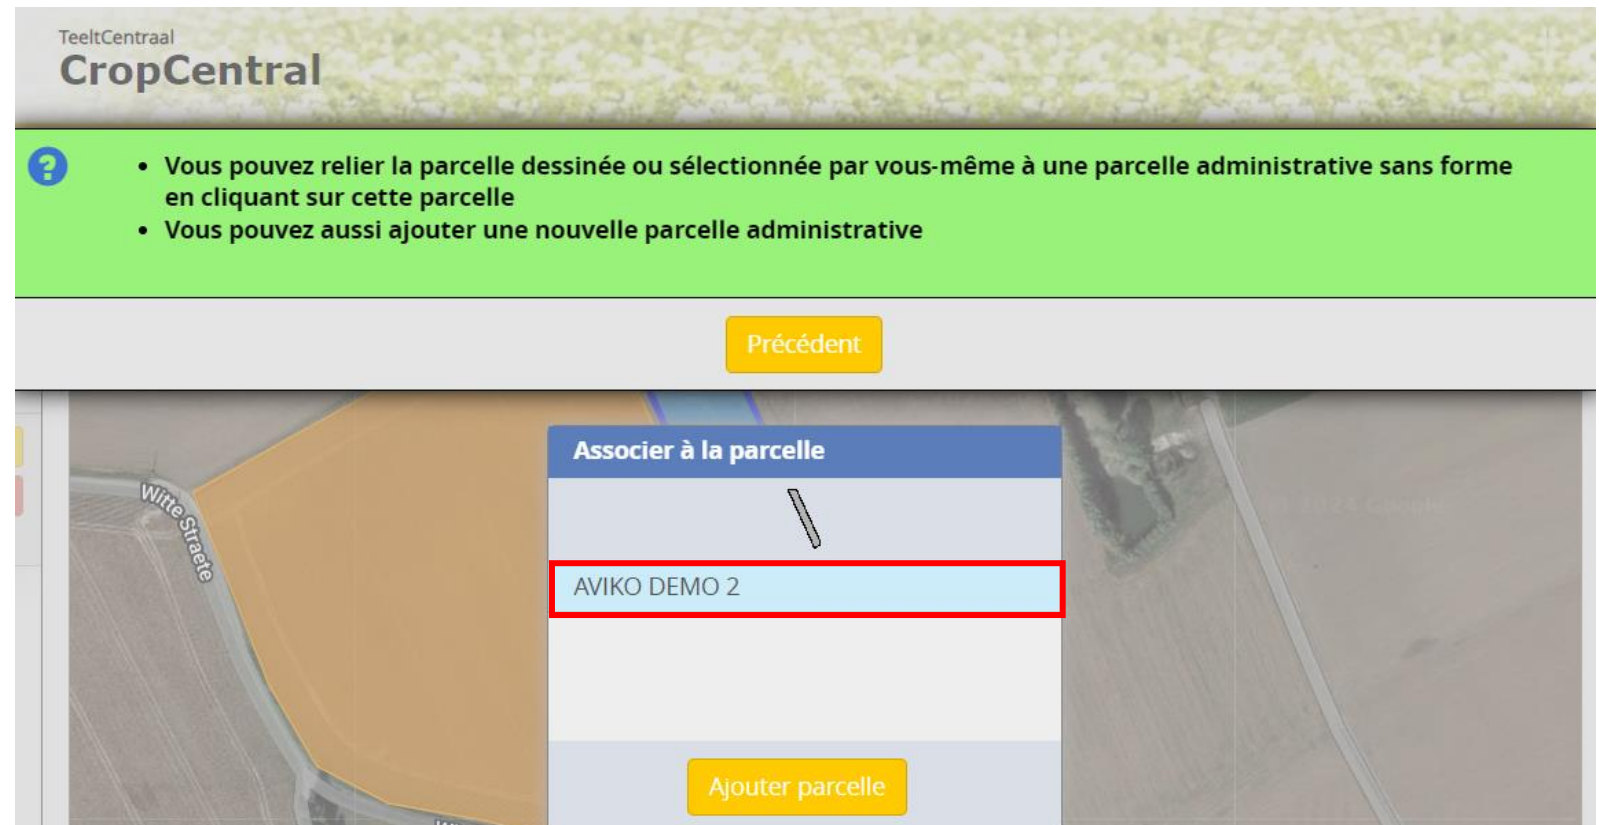 TeeltCentraal
CropCentral
• Vous pouvez relier la parcelle dessinée ou sélectionnée par vous-même à une parcelle administrative sans forme
en cliquant sur cette parcelle
• Vous pouvez aussi ajouter une nouvelle parcelle administrative
Précédent
Associer à la parcelle
Witte Straete
AVIKO DEMO 2
Ajouter parcelle